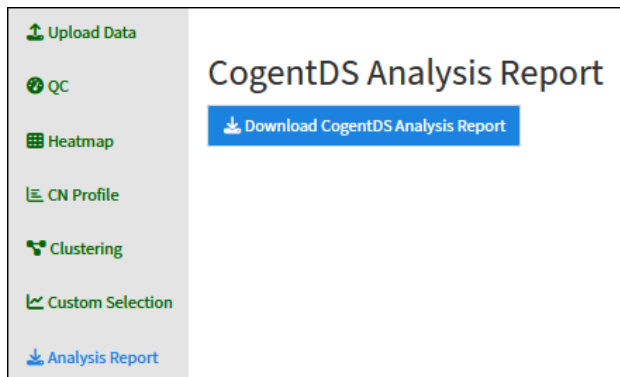 Upload Data
QC
Heatmap
CN Profile
Clustering
Custom Selection
Analysis Report
CogentDS Analysis Report
Download CogentDS Analysis Report